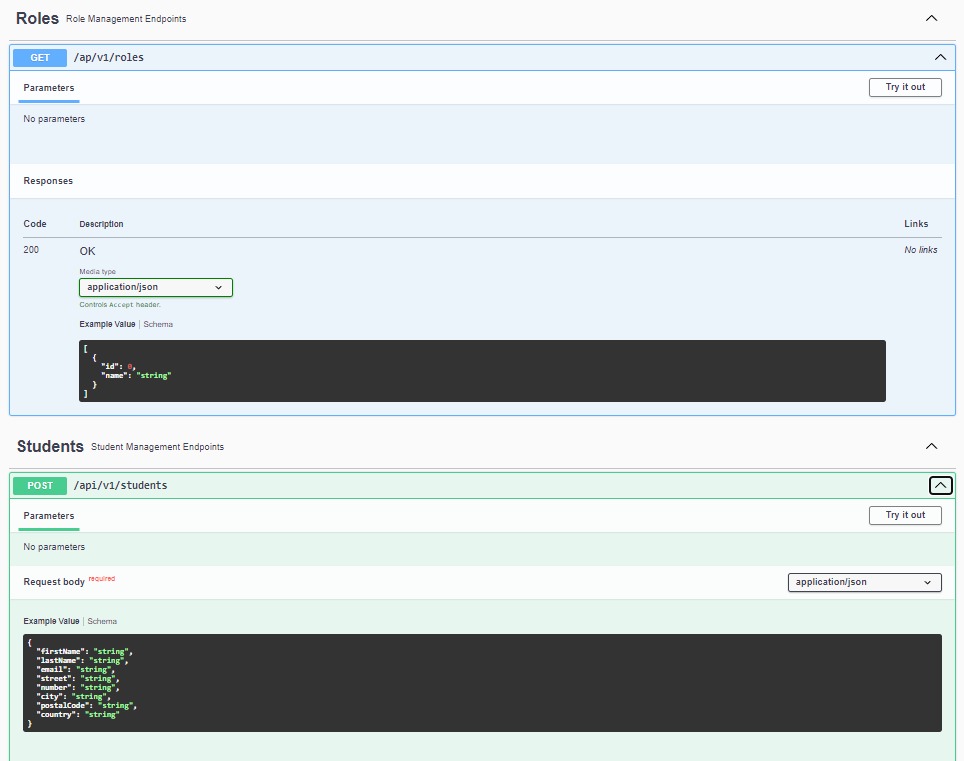 Roles Role Management Endpoints
GET /ap/v1/roles
Parameters Try it out
No parameters
Responses
Code Description Links
200 OK No links
Media type
application/json
Controls Accept header.
Example Value | Schema
[
{
"id": 0,
"name": "string"
}
]
Students Student Management Endpoints
POST /api/v1/students
Parameters Try it out
No parameters
Request body required application/json
Example Value | Schema
{
"firstName": "string",
"lastName": "string",
"email": "string",
"street": "string",
"number": "string",
"city": "string",
"postalCode": "string",
"country": "string"
}